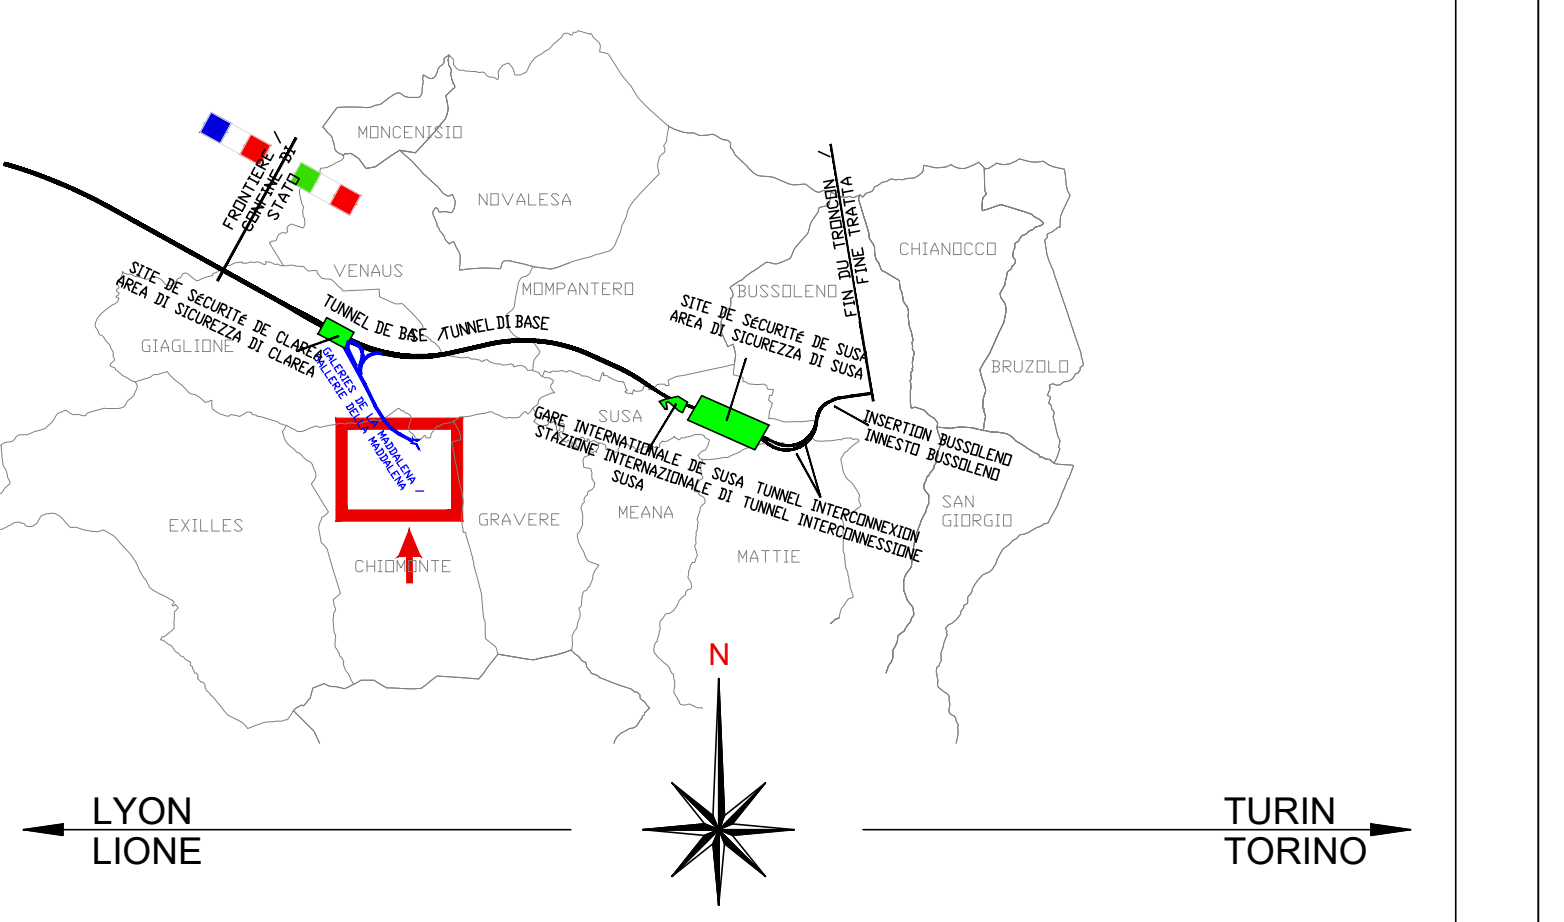 MONCENISIO
NOVALESA
FRONTIERE /
CONFINE DI
STATO
VENAUS
MOMPANTERO
BUSSOLENO
CHIANOCCO
FIN DU TRONCON /
FINE TRATTA
SITE DE SÉCURITÉ DE CLAREA
AREA DI SICUREZZA DI CLAREA
TUNNEL DE BASE /TUNNEL DI BASE
SITE DE SÉCURITÉ DE SUSA
AREA DI SICUREZZA DI SUSA
GIAGLIONE
BRUZOLO
GALERIES DE LA MADDALENA /
GALLERIE DELLA MADDALENA
SUSA
GARE INTERNATIONALE DE SUSA
STAZIONE INTERNAZIONALE DI
SUSA
INSERTION BUSSOLENO
INNESTO BUSSOLENO
TUNNEL INTERCONNEXION
TUNNEL INTERCONNESSIONE
EXILLES
GRAVERE
MEANA
SAN
GIORGIO
CHIOMONTE
MATTIE
N
LYON
LIONE
TURIN
TORINO